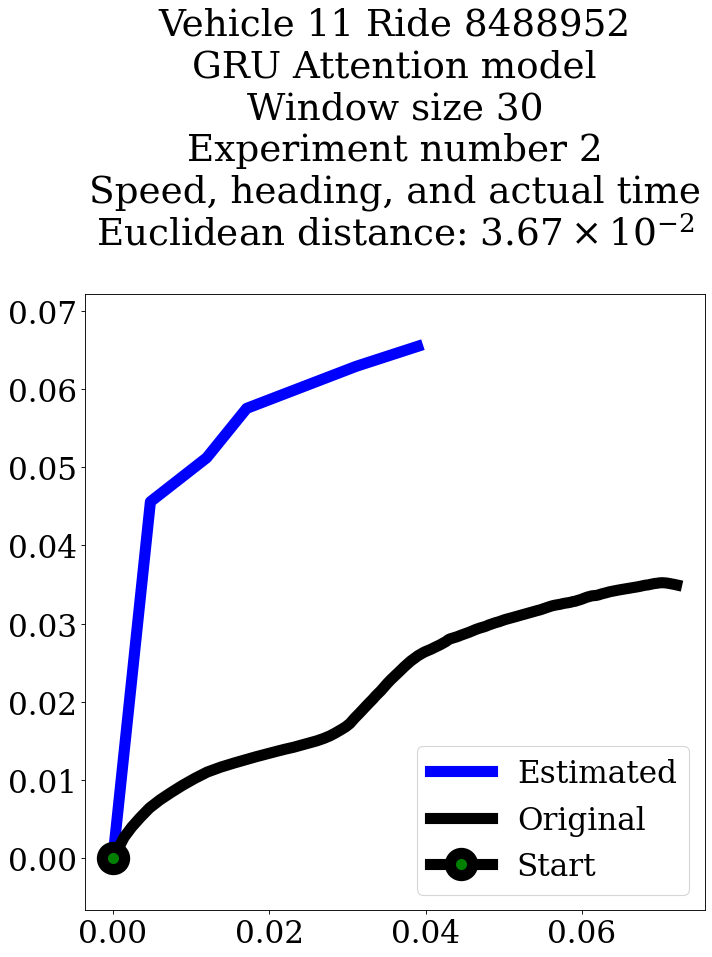 Vehicle 11 Ride 8488952
GRU Attention model
Window size 30
Experiment number 2
Speed, heading, and actual time
Euclidean distance: 3.67 × 10⁻²
0.07
0.06
0.05
0.04
0.03
0.02
0.01
0.00
Estimated
Original
Start
0.00 0.02 0.04 0.06